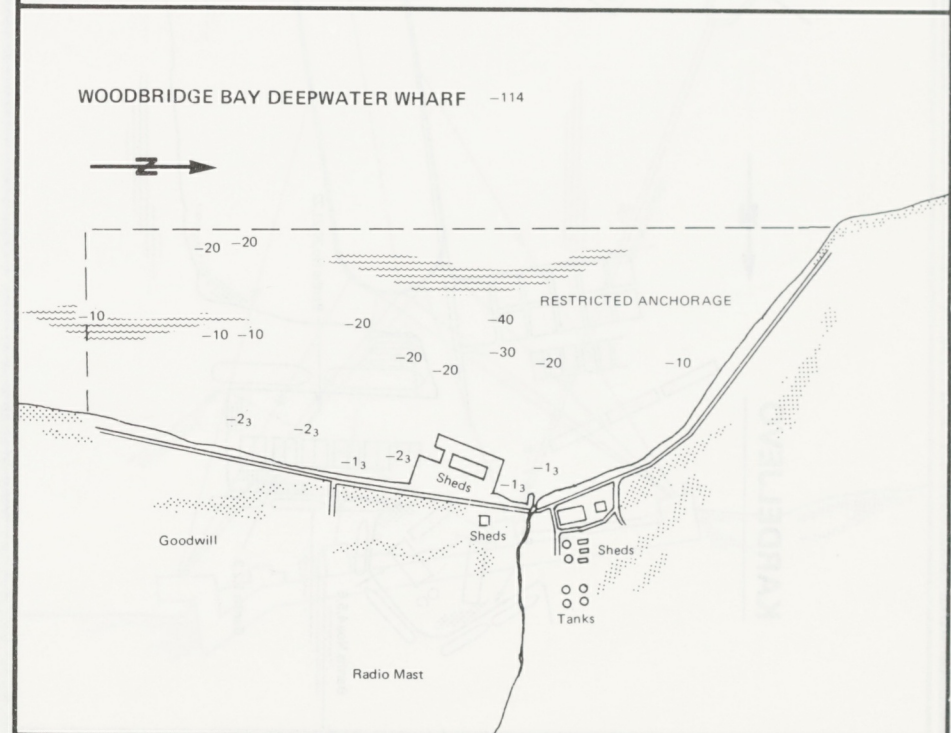 WOODBRIDGE BAY DEEPWATER WHARF -114
N
-20 -20
RESTRICTED ANCHORAGE
-10
-20 -40
-10 -10
-20 -30 -20 -10
-20
-2₃
-2₃
-1₃ -2₃ -1₃
Sheds -1₃
Sheds
Goodwill
Sheds
Tanks
Radio Mast